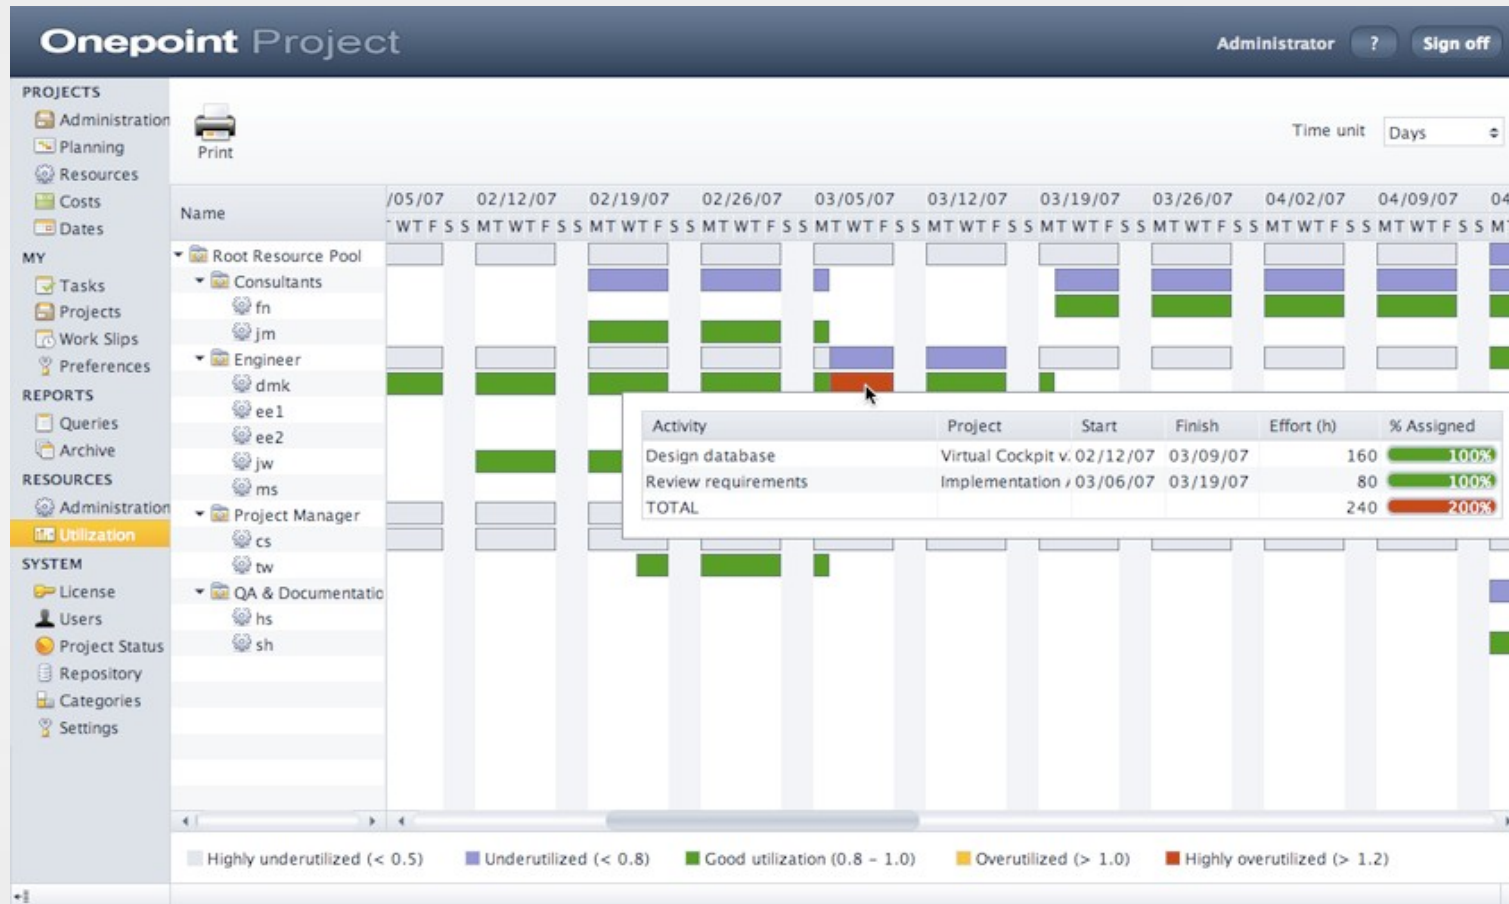 Onepoint Project
Administrator ? Sign off
PROJECTS
Administration
Planning
Resources
Costs
Dates
MY
Tasks
Projects
Work Slips
Preferences
REPORTS
Queries
Archive
RESOURCES
Administration
Utilization
SYSTEM
License
Users
Project Status
Repository
Categories
Settings
Print
Time unit Days
Name
/05/07 02/12/07 02/19/07 02/26/07 03/05/07 03/12/07 03/19/07 03/26/07 04/02/07 04/09/07 04
W T F S S M T W T F S S M T W T F S S M T W T F S S M T W T F S S M T W T F S S M T W T F S S M T W T F S S M T W T F S S M T W T F S S M
Root Resource Pool
Consultants
fn
jm
Engineer
dmk
ee1
ee2
jw
ms
Project Manager
cs
tw
QA & Documentatio
hs
sh
Activity Project Start Finish Effort (h) % Assigned
Design database Virtual Cockpit v. 02/12/07 03/09/07 160 100%
Review requirements Implementation 03/06/07 03/19/07 80 100%
TOTAL 240 200%
Highly underutilized (< 0.5) Underutilized (< 0.8) Good utilization (0.8 – 1.0) Overutilized (> 1.0) Highly overutilized (> 1.2)